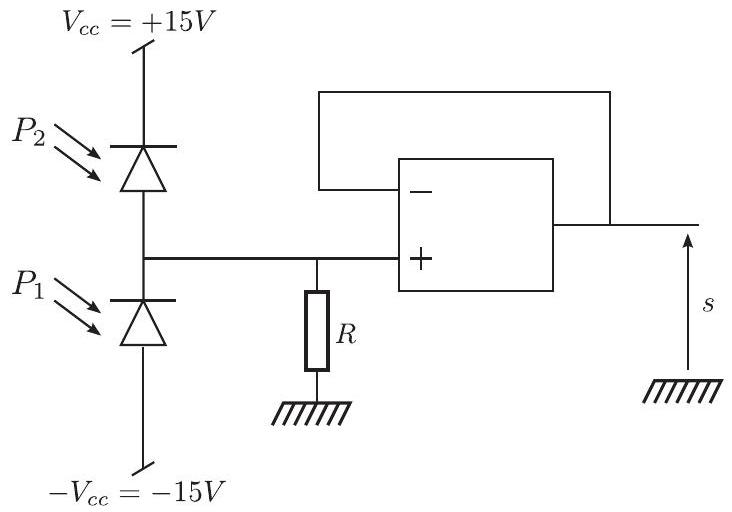 V_{cc} = +15V
P_2
−
+
P_1
R
s
−V_{cc} = −15V